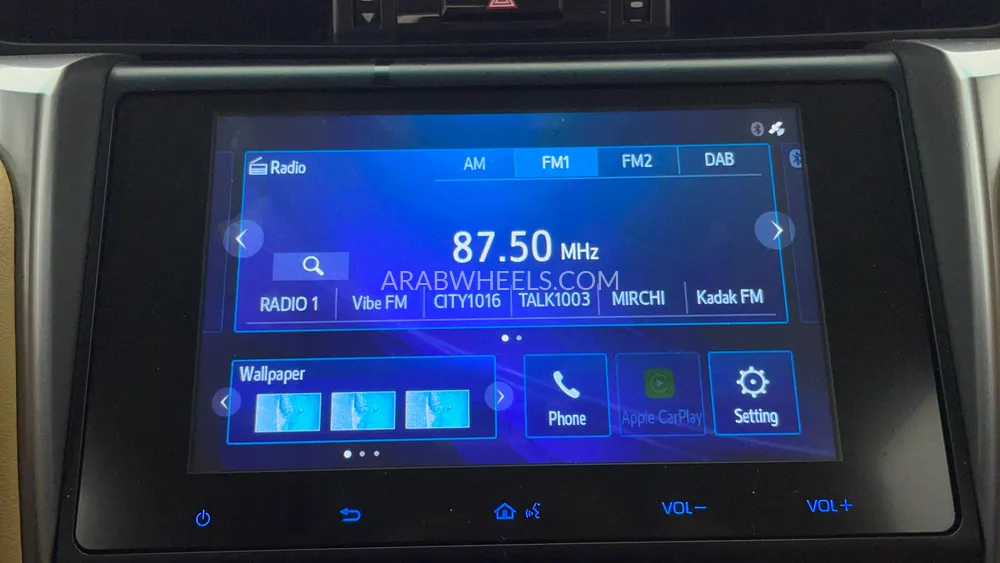 Radio AM FM1 FM2 DAB
87.50 MHz
ARABWHEELS.COM
RADIO 1 Vibe FM CITY1016 TALK1003 MIRCHI Kadak FM
Wallpaper
Phone Apple CarPlay Setting
VOL− VOL+